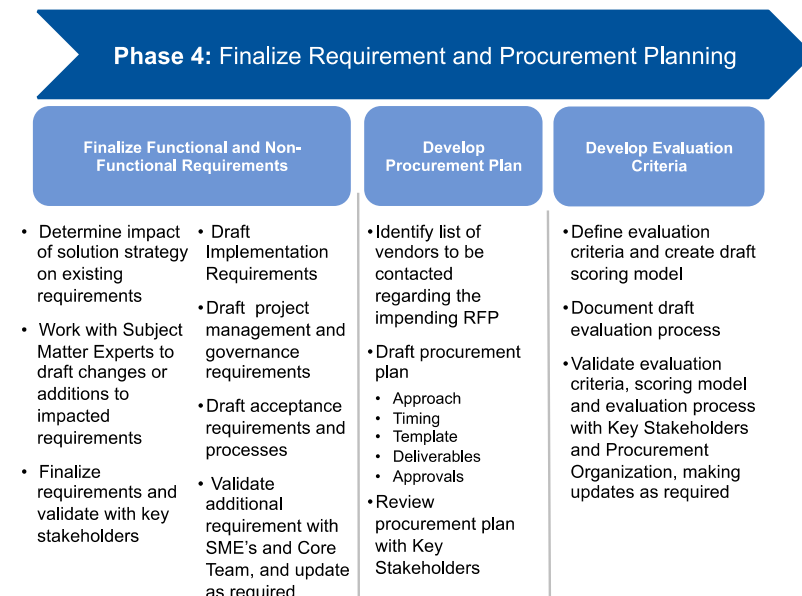 Phase 4: Finalize Requirement and Procurement Planning
Finalize Functional and Non-
Functional Requirements
• Determine impact
of solution strategy
on existing
requirements
• Work with Subject
Matter Experts to
draft changes or
additions to
impacted
requirements
• Finalize
requirements and
validate with key
stakeholders
• Draft
Implementation
Requirements
• Draft project
management and
governance
requirements
• Draft acceptance
requirements and
processes
• Validate
additional
requirement with
SME's and Core
Team, and update
as required
Develop
Procurement Plan
• Identify list of
vendors to be
contacted
regarding the
impending RFP
• Draft procurement
plan
• Approach
• Timing
• Template
• Deliverables
• Approvals
• Review
procurement plan
with Key
Stakeholders
Develop Evaluation
Criteria
• Define evaluation
criteria and create draft
scoring model
• Document draft
evaluation process
• Validate evaluation
criteria, scoring model
and evaluation process
with Key Stakeholders
and Procurement
Organization, making
updates as required